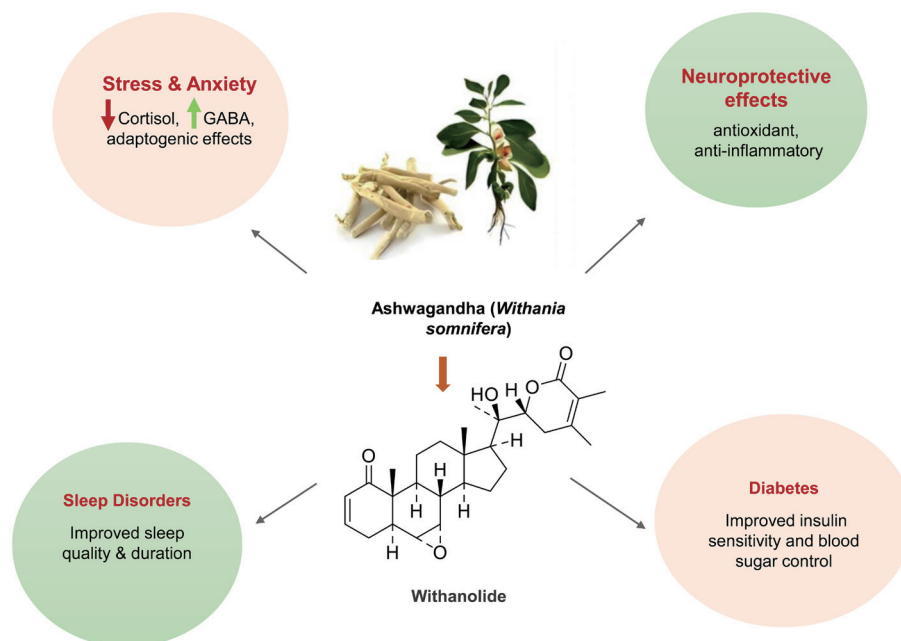 Stress & Anxiety
Cortisol, GABA,
adaptogenic effects
Neuroprotective
effects
antioxidant,
anti-inflammatory
Ashwagandha (Withania
somnifera)
O
HO
H
O
H
O
H
H
H
H
O
Sleep Disorders
Improved sleep
quality & duration
Diabetes
Improved insulin
sensitivity and blood
sugar control
Withanolide